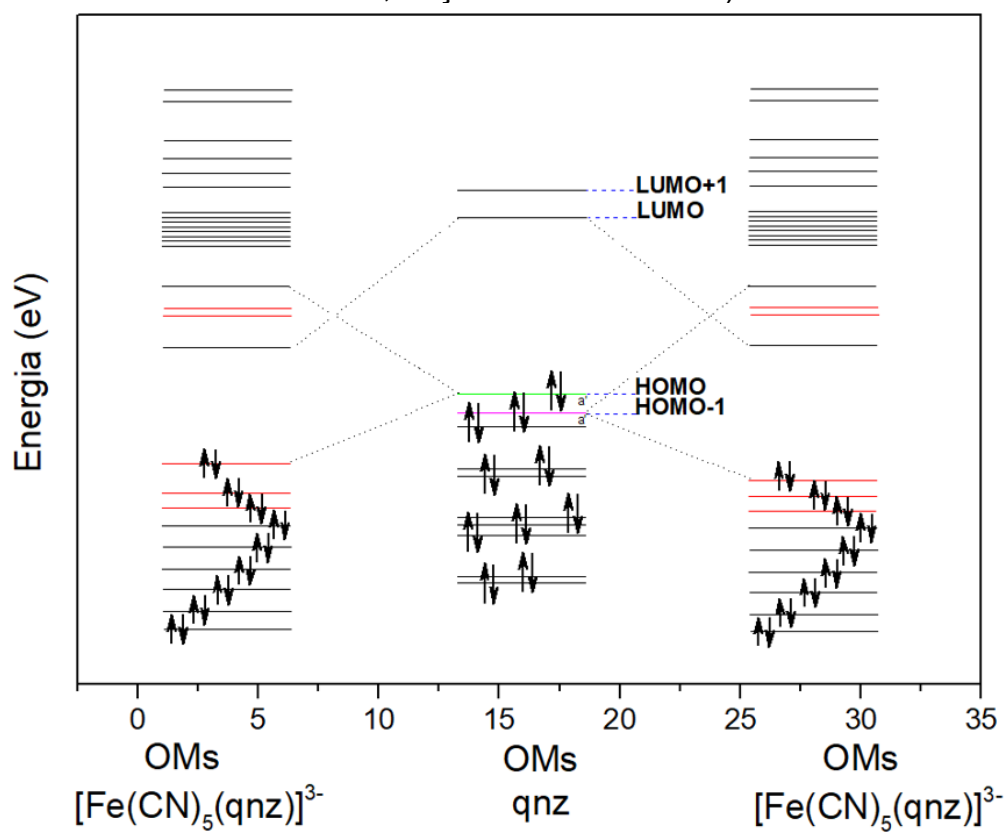 LUMO+1
LUMO
HOMO
a'
HOMO-1
a'
Energia (eV)
0 5 10 15 20 25 30 35
OMs OMs OMs
[Fe(CN)₅(qnz)]³⁻ qnz [Fe(CN)₅(qnz)]³⁻